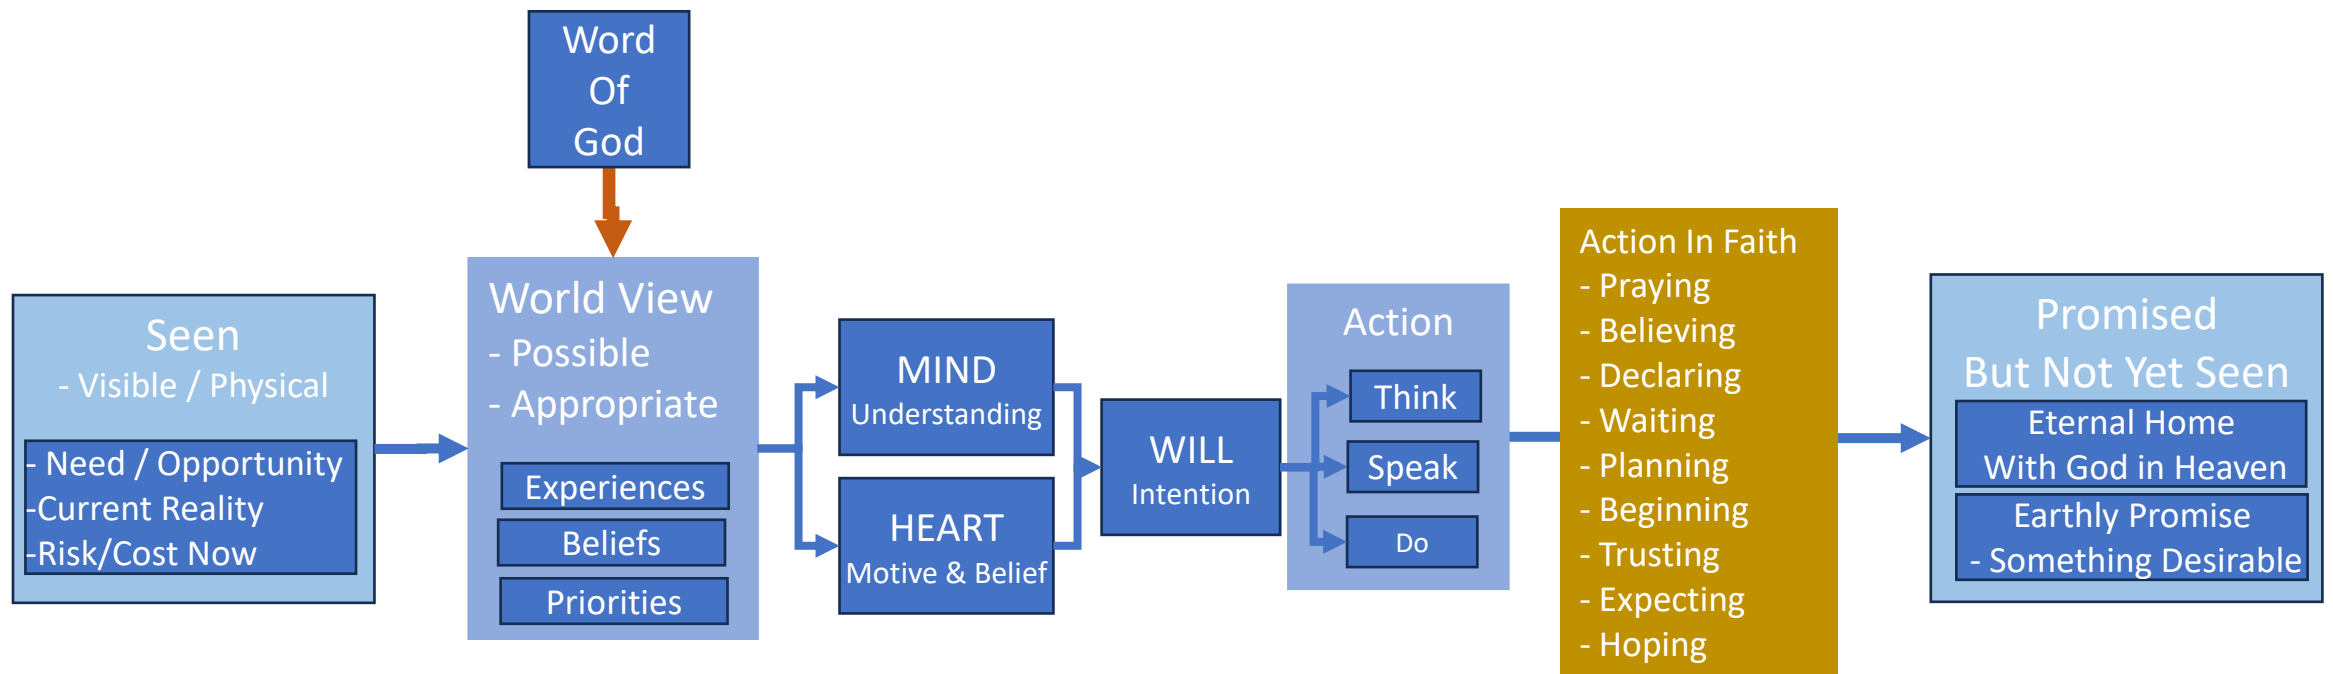 Word
Of
God
Seen
- Visible / Physical
- Need / Opportunity
-Current Reality
-Risk/Cost Now
World View
- Possible
- Appropriate
Experiences
Beliefs
Priorities
MIND
Understanding
HEART
Motive & Belief
WILL
Intention
Action
Think
Speak
Do
Action In Faith
- Praying
- Believing
- Declaring
- Waiting
- Planning
- Beginning
- Trusting
- Expecting
- Hoping
Promised
But Not Yet Seen
Eternal Home
With God in Heaven
Earthly Promise
- Something Desirable